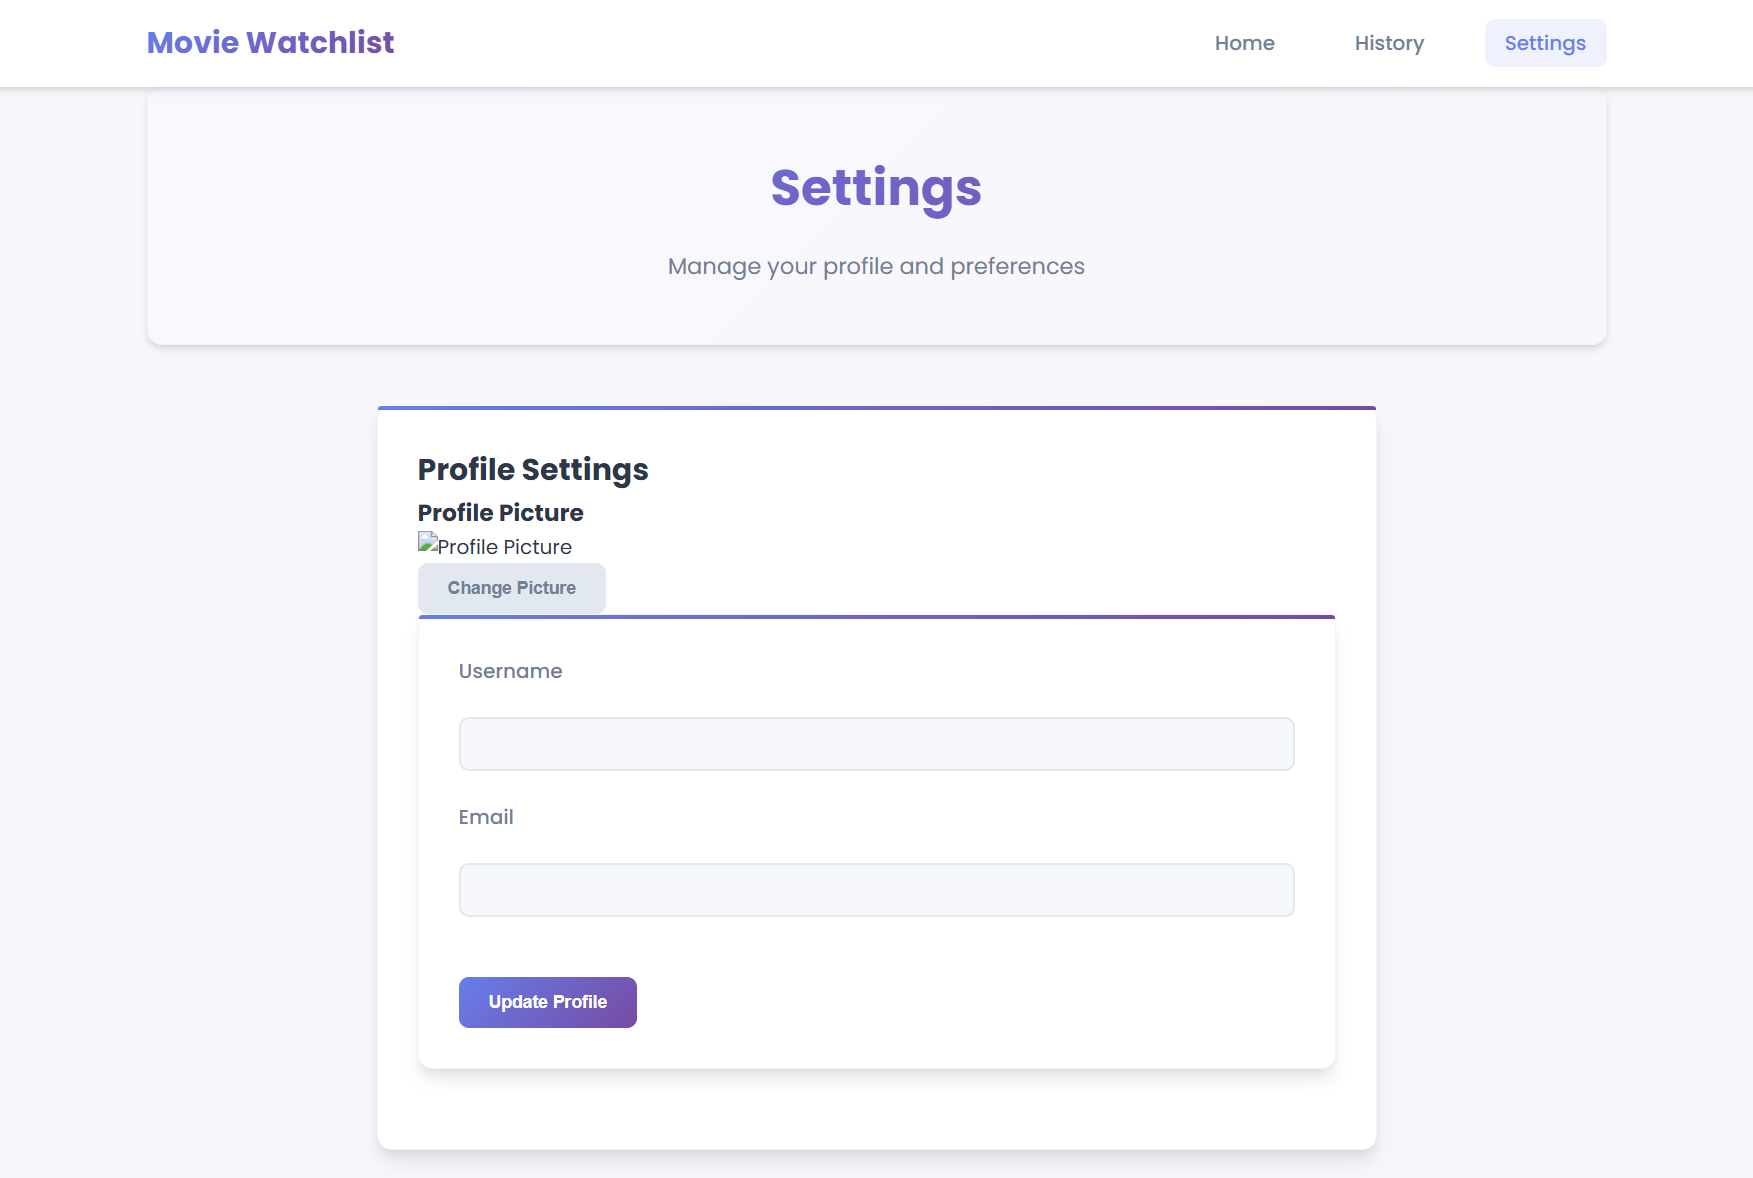 Movie Watchlist
Home History Settings
Settings
Manage your profile and preferences
Profile Settings
Profile Picture
Profile Picture
Change Picture
Username
Email
Update Profile